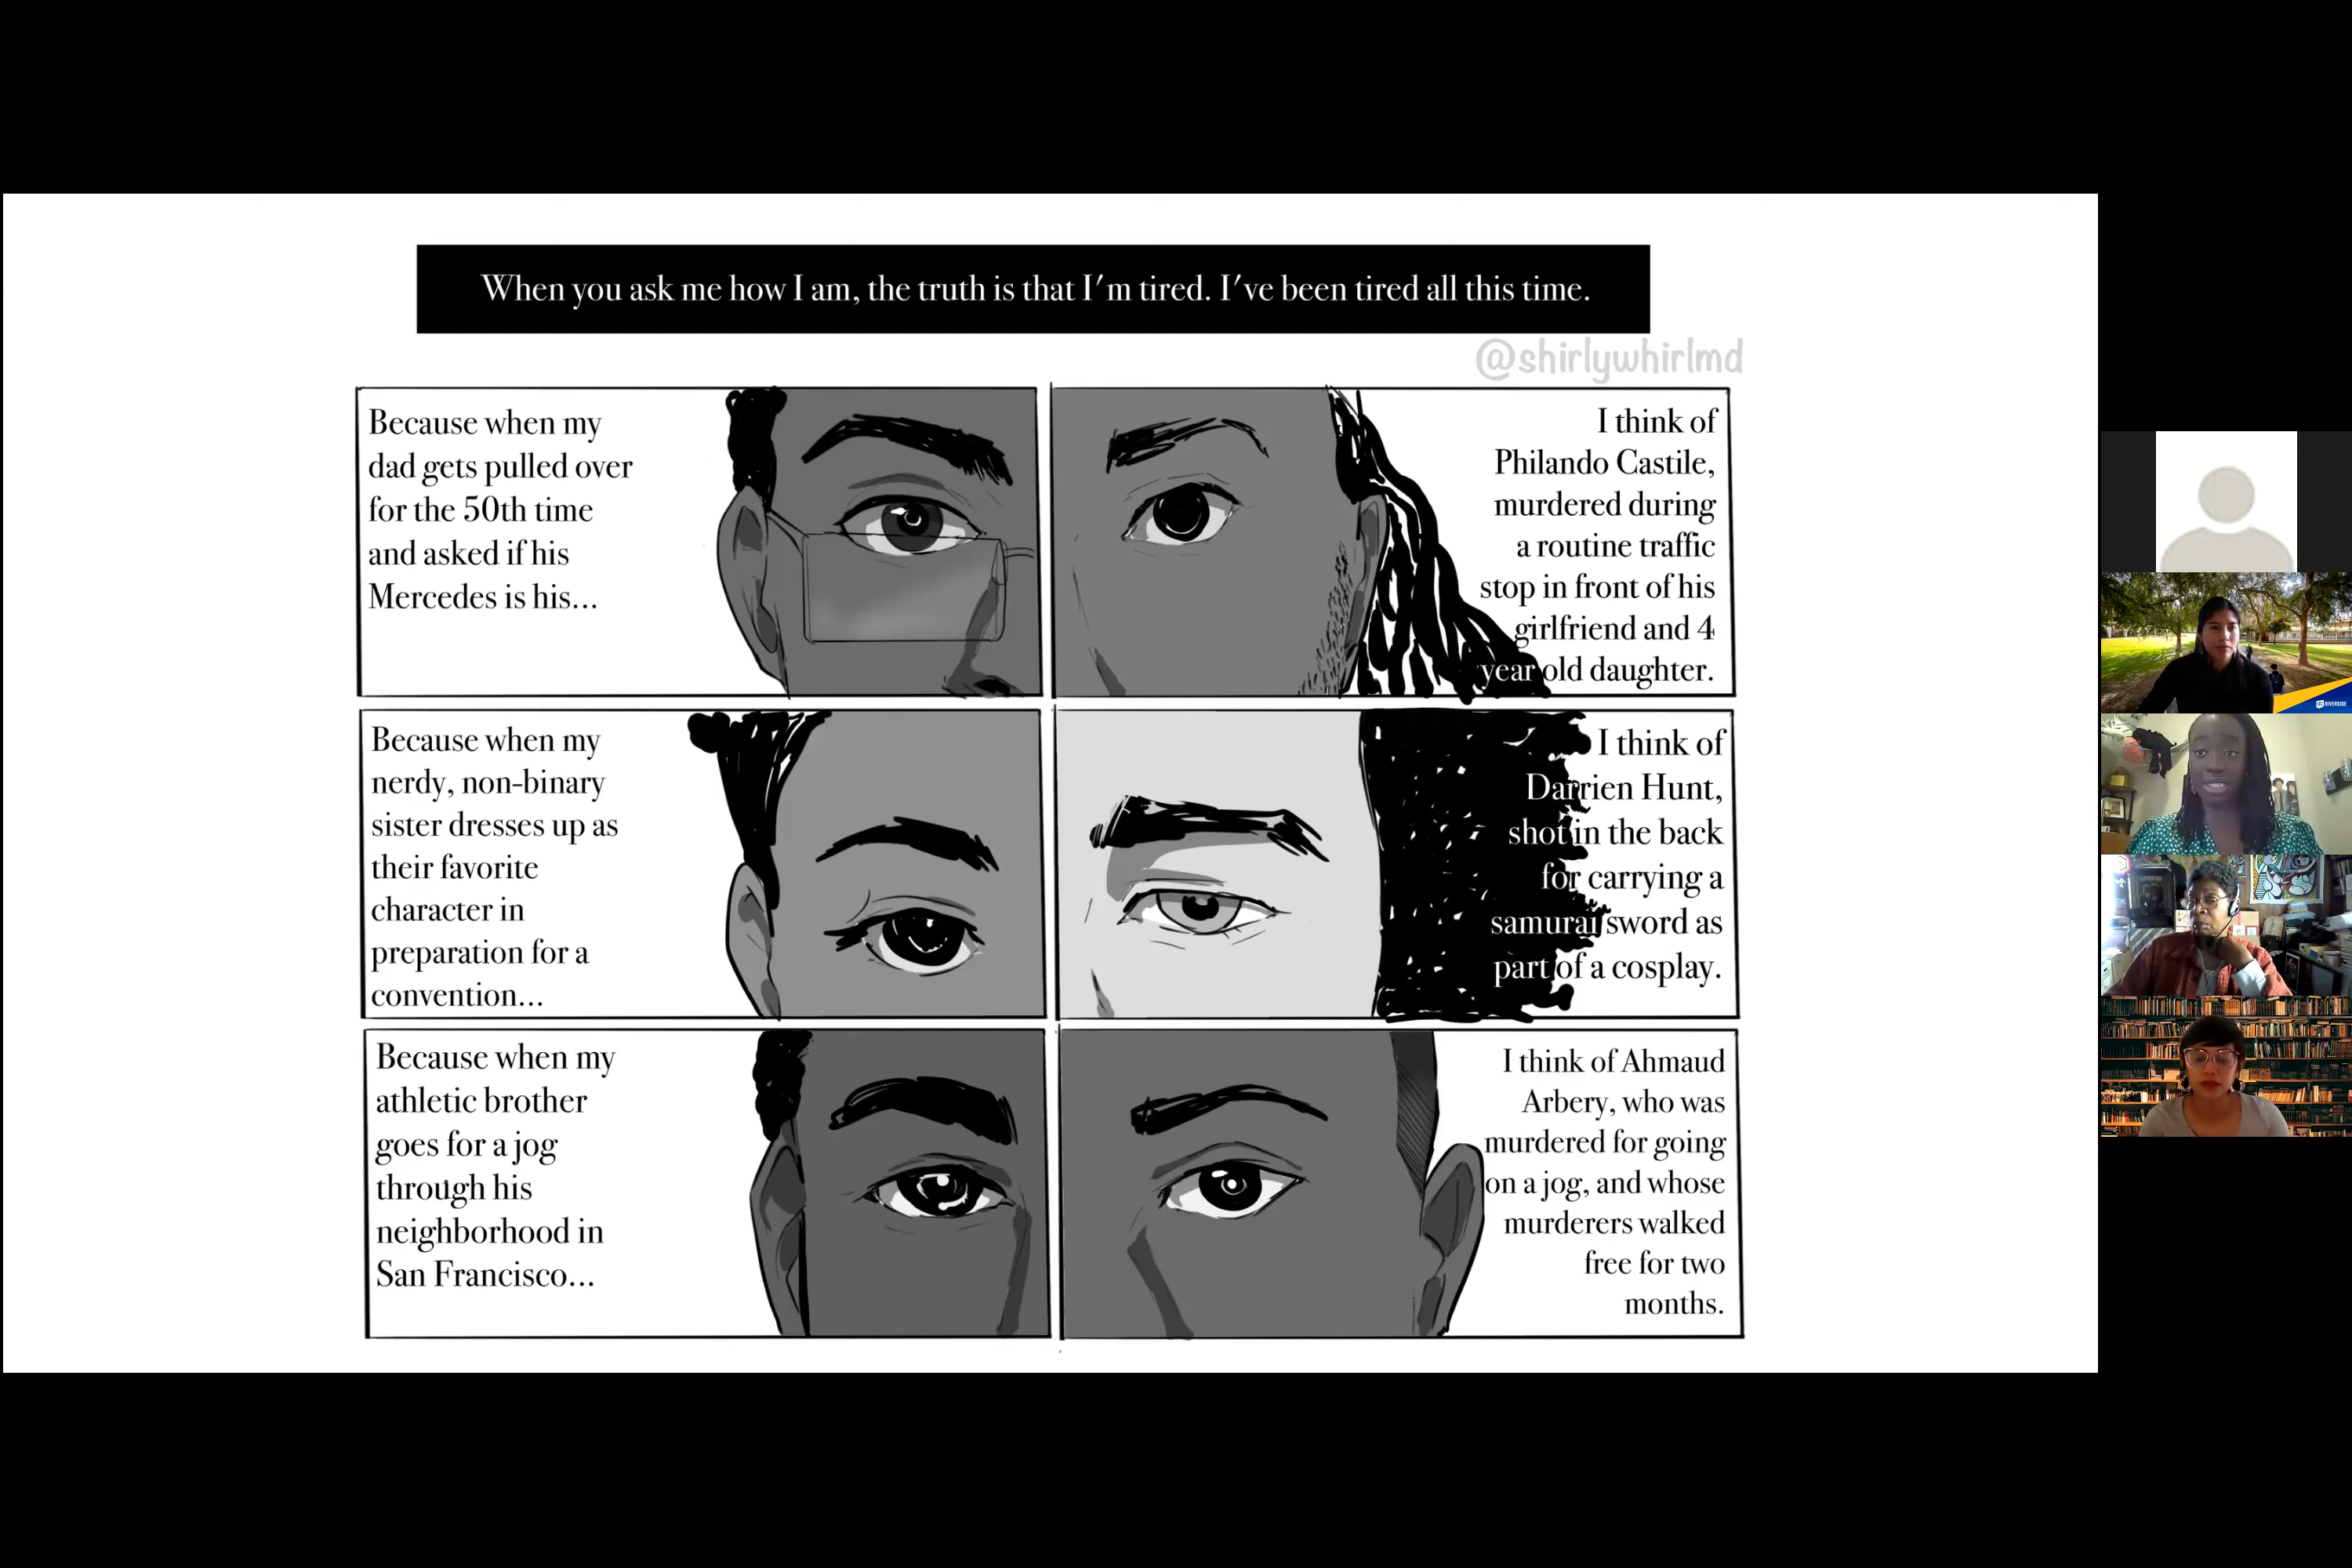 When you ask me how I am, the truth is that I'm tired. I've been tired all this time.
@shirlywhirlmd
Because when my
dad gets pulled over
for the 50th time
and asked if his
Mercedes is his...
I think of
Philando Castile,
murdered during
a routine traffic
stop in front of his
girlfriend and 4
year old daughter.
Because when my
nerdy, non-binary
sister dresses up as
their favorite
character in
preparation for a
convention...
I think of
Darrien Hunt,
shot in the back
for carrying a
samurai sword as
part of a cosplay.
Because when my
athletic brother
goes for a jog
through his
neighborhood in
San Francisco...
I think of Ahmaud
Arbery, who was
murdered for going
on a jog, and whose
murderers walked
free for two
months.
RIVERSIDE